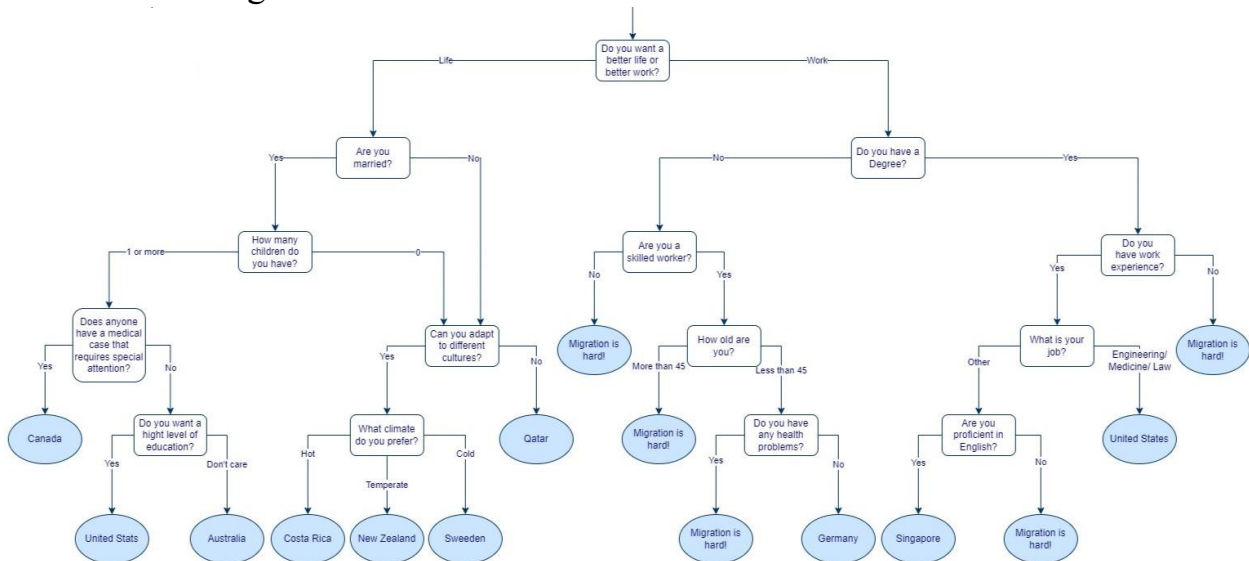 Do you want a
better life or
better work?
Life
Work
Are you
married?
Do you have a
Degree?
Yes
No
No
Yes
How many
children do
you have?
Are you a
skilled worker?
Do you
have work
experience?
1 or more
0
No
Yes
Yes
No
Does anyone
have a medical
case that
requires special
attention?
Can you adapt
to different
cultures?
Migration is
hard!
How old are
you?
What is your
job?
Migration is
hard!
Yes
No
Yes
No
More than 45
Less than 45
Other
Engineering/
Medicine/ Law
Canada
Do you want a
hight level of
education?
What climate
do you prefer?
Qatar
Migration is
hard!
Do you have
any health
problems?
Are you
proficient in
English?
United States
Yes
Don't care
Hot
Temperate
Cold
Yes
No
Yes
No
United Stats
Australia
Costa Rica
New Zealand
Sweeden
Migration is
hard!
Germany
Singapore
Migration is
hard!